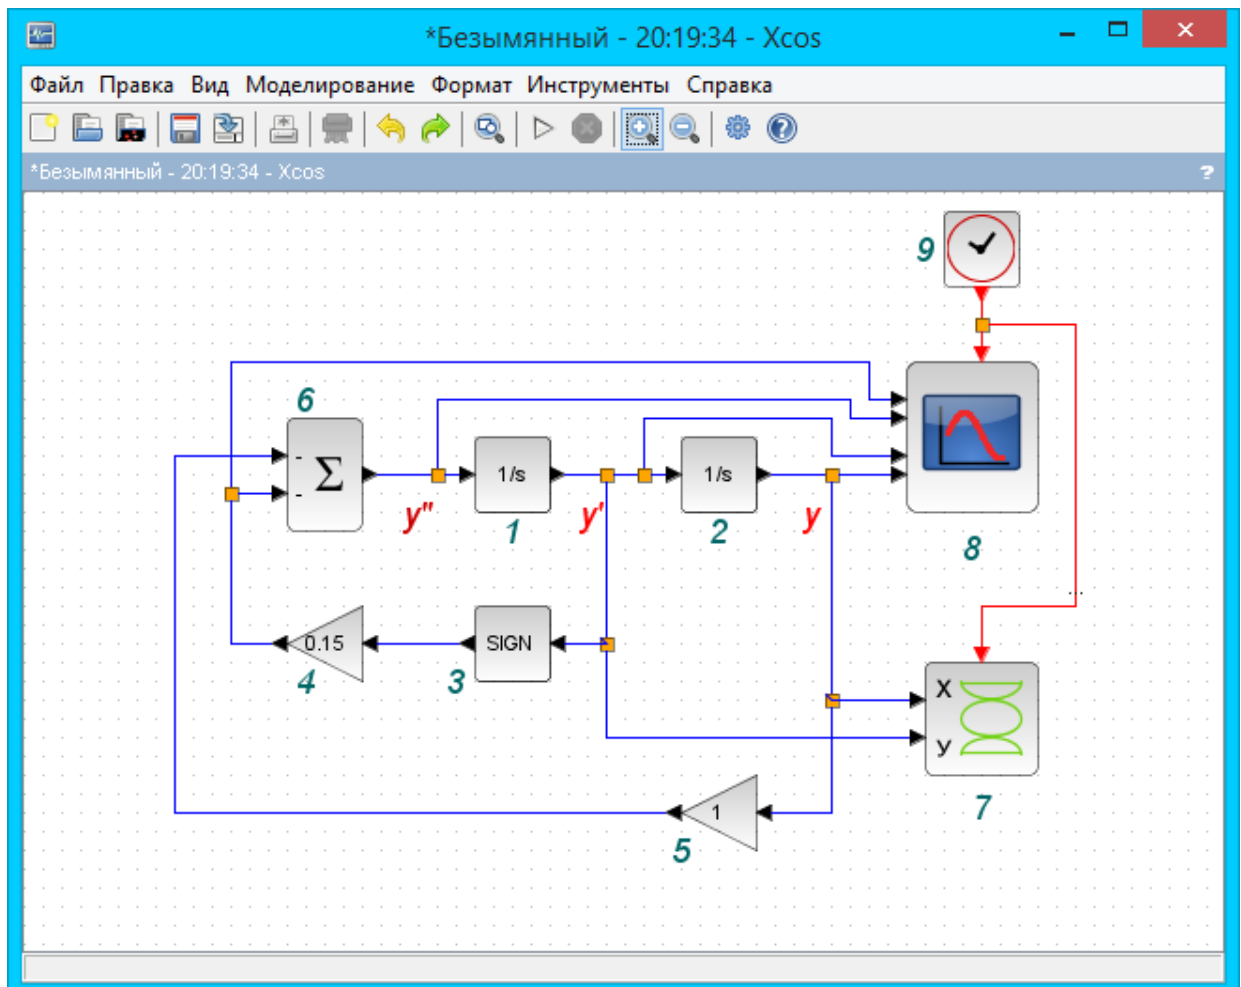 *Безымянный - 20:19:34 - Xcos
Файл Правка Вид Моделирование Формат Инструменты Справка
*Безымянный - 20:19:34 - Xcos
?
9
6
- Σ
-
1/s
1/s
y"
1
y'
2
y
8
...
0.15
4
SIGN
3
X
y
7
1
5